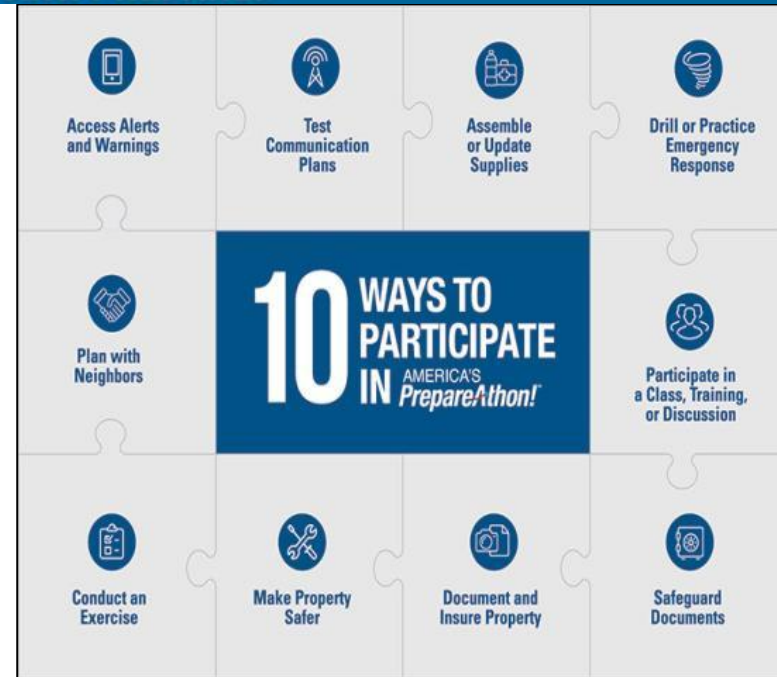 Access Alerts
and Warnings
Test
Communication
Plans
Assemble
or Update
Supplies
Drill or Practice
Emergency
Response
Plan with
Neighbors
10 WAYS TO
PARTICIPATE
IN AMERICA'S
PrepareAthon!
Participate in
a Class, Training,
or Discussion
Conduct an
Exercise
Make Property
Safer
Document and
Insure Property
Safeguard
Documents